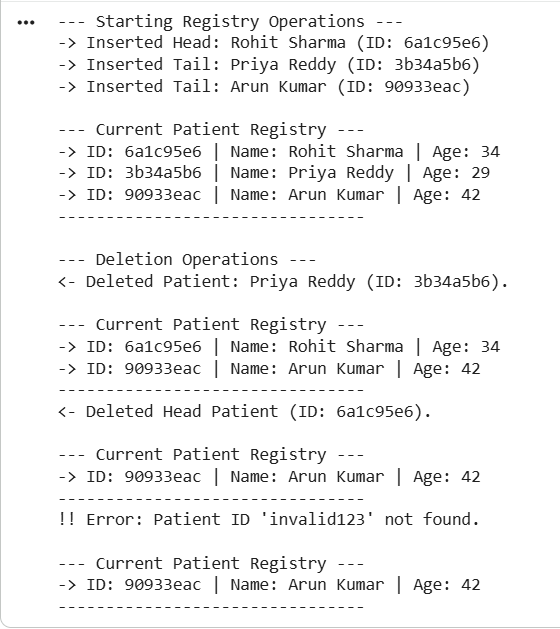 --- Starting Registry Operations ---
-> Inserted Head: Rohit Sharma (ID: 6a1c95e6)
-> Inserted Tail: Priya Reddy (ID: 3b34a5b6)
-> Inserted Tail: Arun Kumar (ID: 90933eac)

--- Current Patient Registry ---
-> ID: 6a1c95e6 | Name: Rohit Sharma | Age: 34
-> ID: 3b34a5b6 | Name: Priya Reddy | Age: 29
-> ID: 90933eac | Name: Arun Kumar | Age: 42
--------------------------------

--- Deletion Operations ---
<- Deleted Patient: Priya Reddy (ID: 3b34a5b6).

--- Current Patient Registry ---
-> ID: 6a1c95e6 | Name: Rohit Sharma | Age: 34
-> ID: 90933eac | Name: Arun Kumar | Age: 42
--------------------------------
<- Deleted Head Patient (ID: 6a1c95e6).

--- Current Patient Registry ---
-> ID: 90933eac | Name: Arun Kumar | Age: 42
--------------------------------
!! Error: Patient ID 'invalid123' not found.

--- Current Patient Registry ---
-> ID: 90933eac | Name: Arun Kumar | Age: 42
--------------------------------